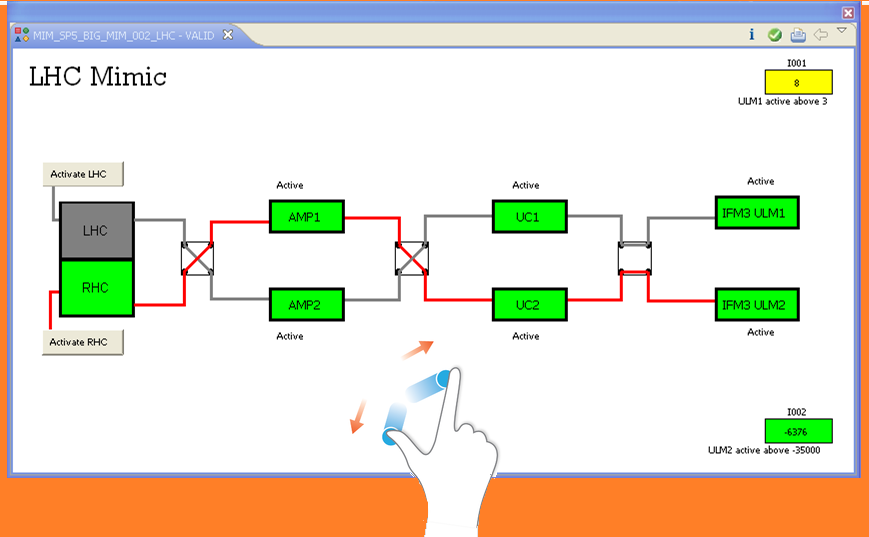 MIM_SP5_BIG_MIM_002_LHC - VALID
LHC Mimic
I001
8
ULM1 active above 3
Activate LHC
Active
Active
Active
AMP1
UC1
IFM3 ULM1
LHC
RHC
AMP2
UC2
IFM3 ULM2
Activate RHC
Active
Active
Active
I002
-6376
ULM2 active above -35000